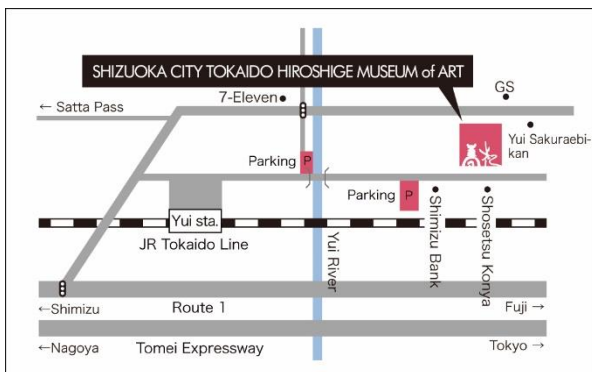 SHIZUOKA CITY TOKAIDO HIROSHIGE MUSEUM of ART
← Satta Pass
7-Eleven
GS
Yui Sakuraebi-
kan
Parking P
Parking P
Yui sta.
JR Tokaido Line
Yui River
Shimizu Bank
Shosetsu Konya
←Shimizu
Route 1
Fuji →
←Nagoya
Tomei Expressway
Tokyo →